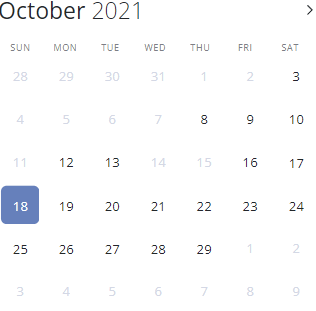 October 2021
SUN MON TUE WED THU FRI SAT
28 29 30 31 1 2 3
4 5 6 7 8 9 10
11 12 13 14 15 16 17
18 19 20 21 22 23 24
25 26 27 28 29 1 2
3 4 5 6 7 8 9